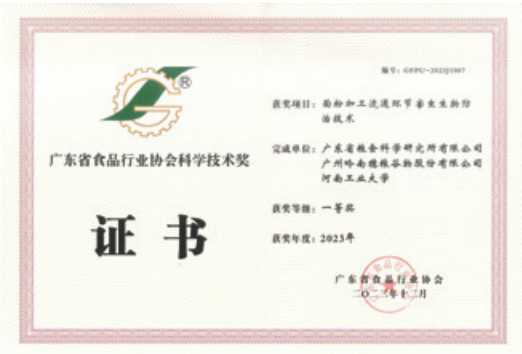 ®
广东省食品行业协会科学技术奖
证书
获奖项目：面粉加工流通环节害虫生物防
治技术
完成单位：广东省粮食科学研究所有限公司
广州岭南穗粮谷物股份有限公司
河南工业大学
获奖等级：一等奖
获奖年度：2023年
广东省食品行业协会
二〇二三年十二月